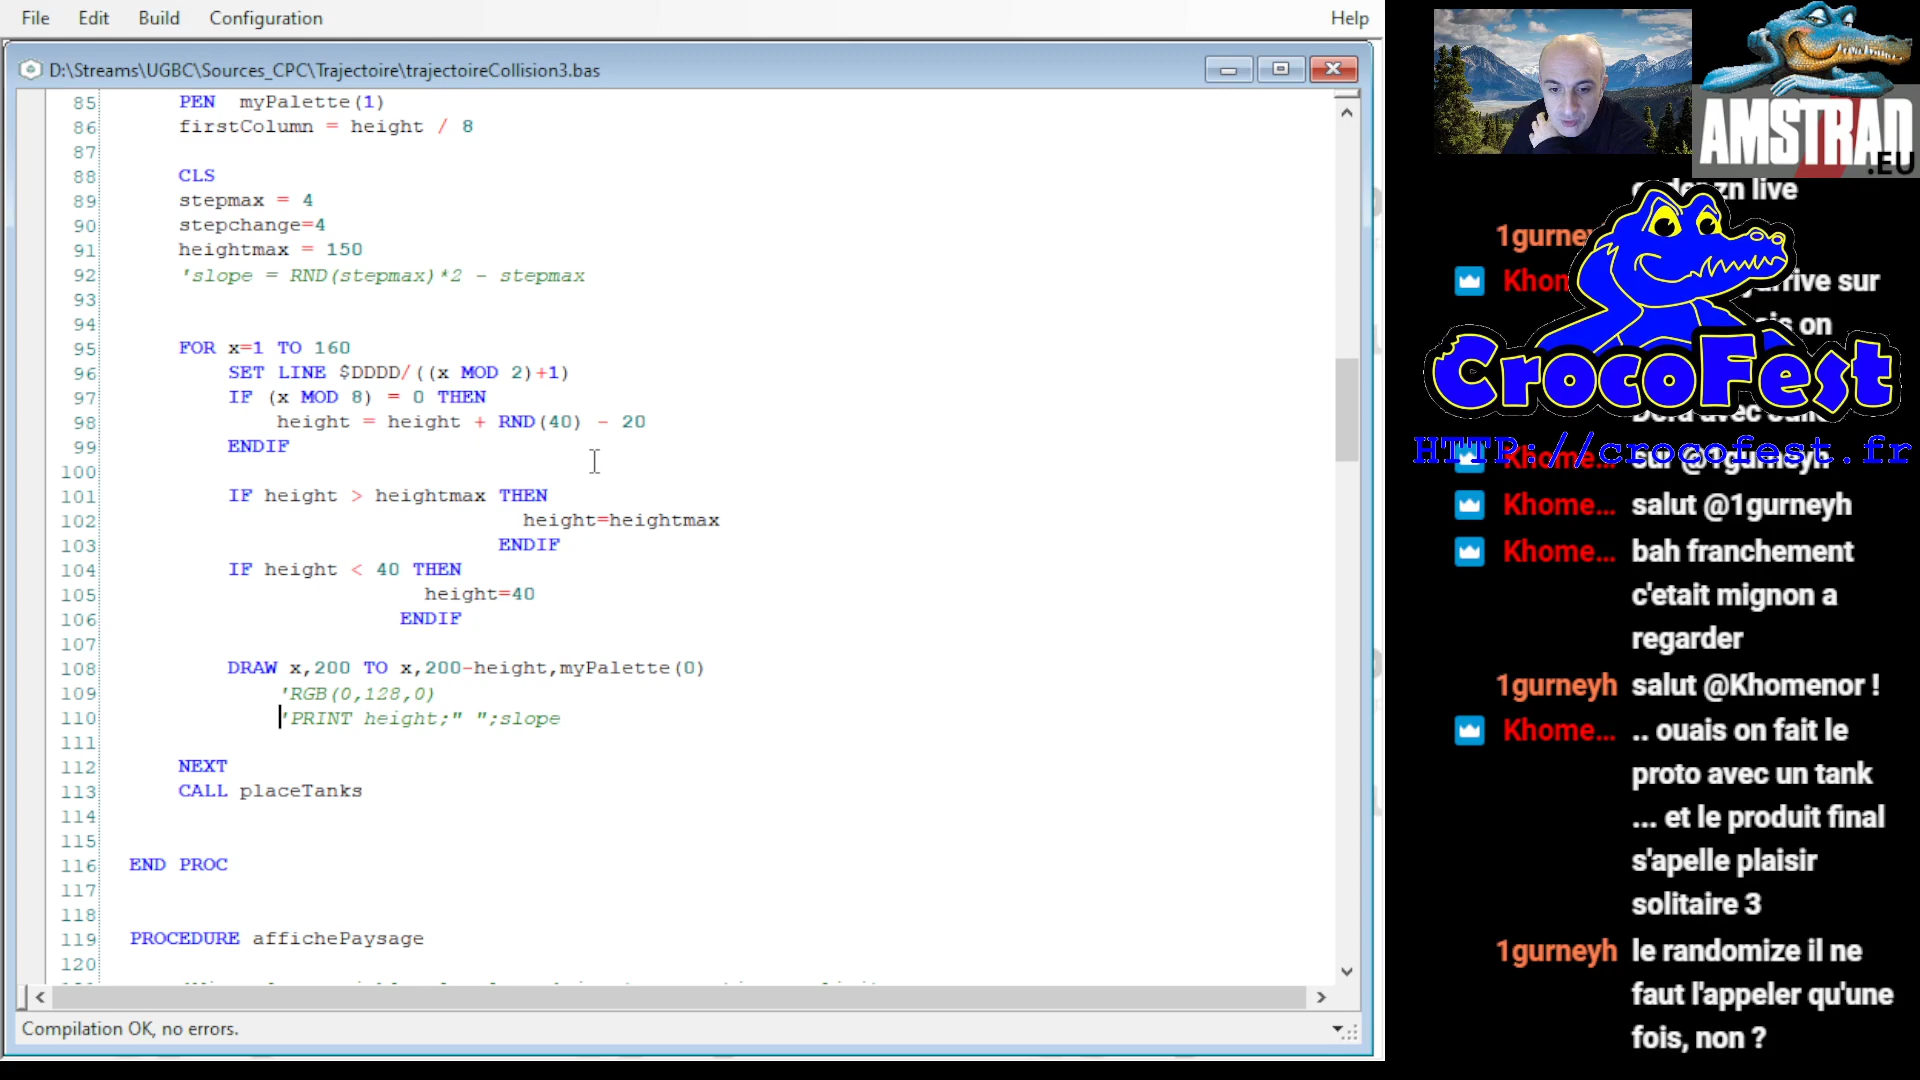 File Edit Build Configuration Help
D:\Streams\UGBC\Sources_CPC\Trajectoire\trajectoireCollision3.bas
85 PEN myPalette(1)
86 firstColumn = height / 8
87
88 CLS
89 stepmax = 4
90 stepchange=4
91 heightmax = 150
92 'slope = RND(stepmax)*2 - stepmax
93
94
95 FOR x=1 TO 160
96 SET LINE $DDDD/((x MOD 2)+1)
97 IF (x MOD 8) = 0 THEN
98 height = height + RND(40) - 20
99 ENDIF
100
101 IF height > heightmax THEN
102 height=heightmax
103 ENDIF
104 IF height < 40 THEN
105 height=40
106 ENDIF
107
108 DRAW x,200 TO x,200-height,myPalette(0)
109 'RGB(0,128,0)
110 'PRINT height;" ";slope
111
112 NEXT
113 CALL placeTanks
114
115
116 END PROC
117
118
119 PROCEDURE affichePaysage
120
Compilation OK, no errors.
AMSTRAD
.EU
live
1gurne
Khom
rive sur
on
CrocoFest
HTTP://crocofest.fr
Khome... sur @1gurneyh
Khome... salut @1gurneyh
Khome... bah franchement
c'etait mignon a
regarder
1gurneyh salut @Khomenor !
Khome... .. ouais on fait le
proto avec un tank
... et le produit final
s'apelle plaisir
solitaire 3
1gurneyh le randomize il ne
faut l'appeler qu'une
fois, non ?